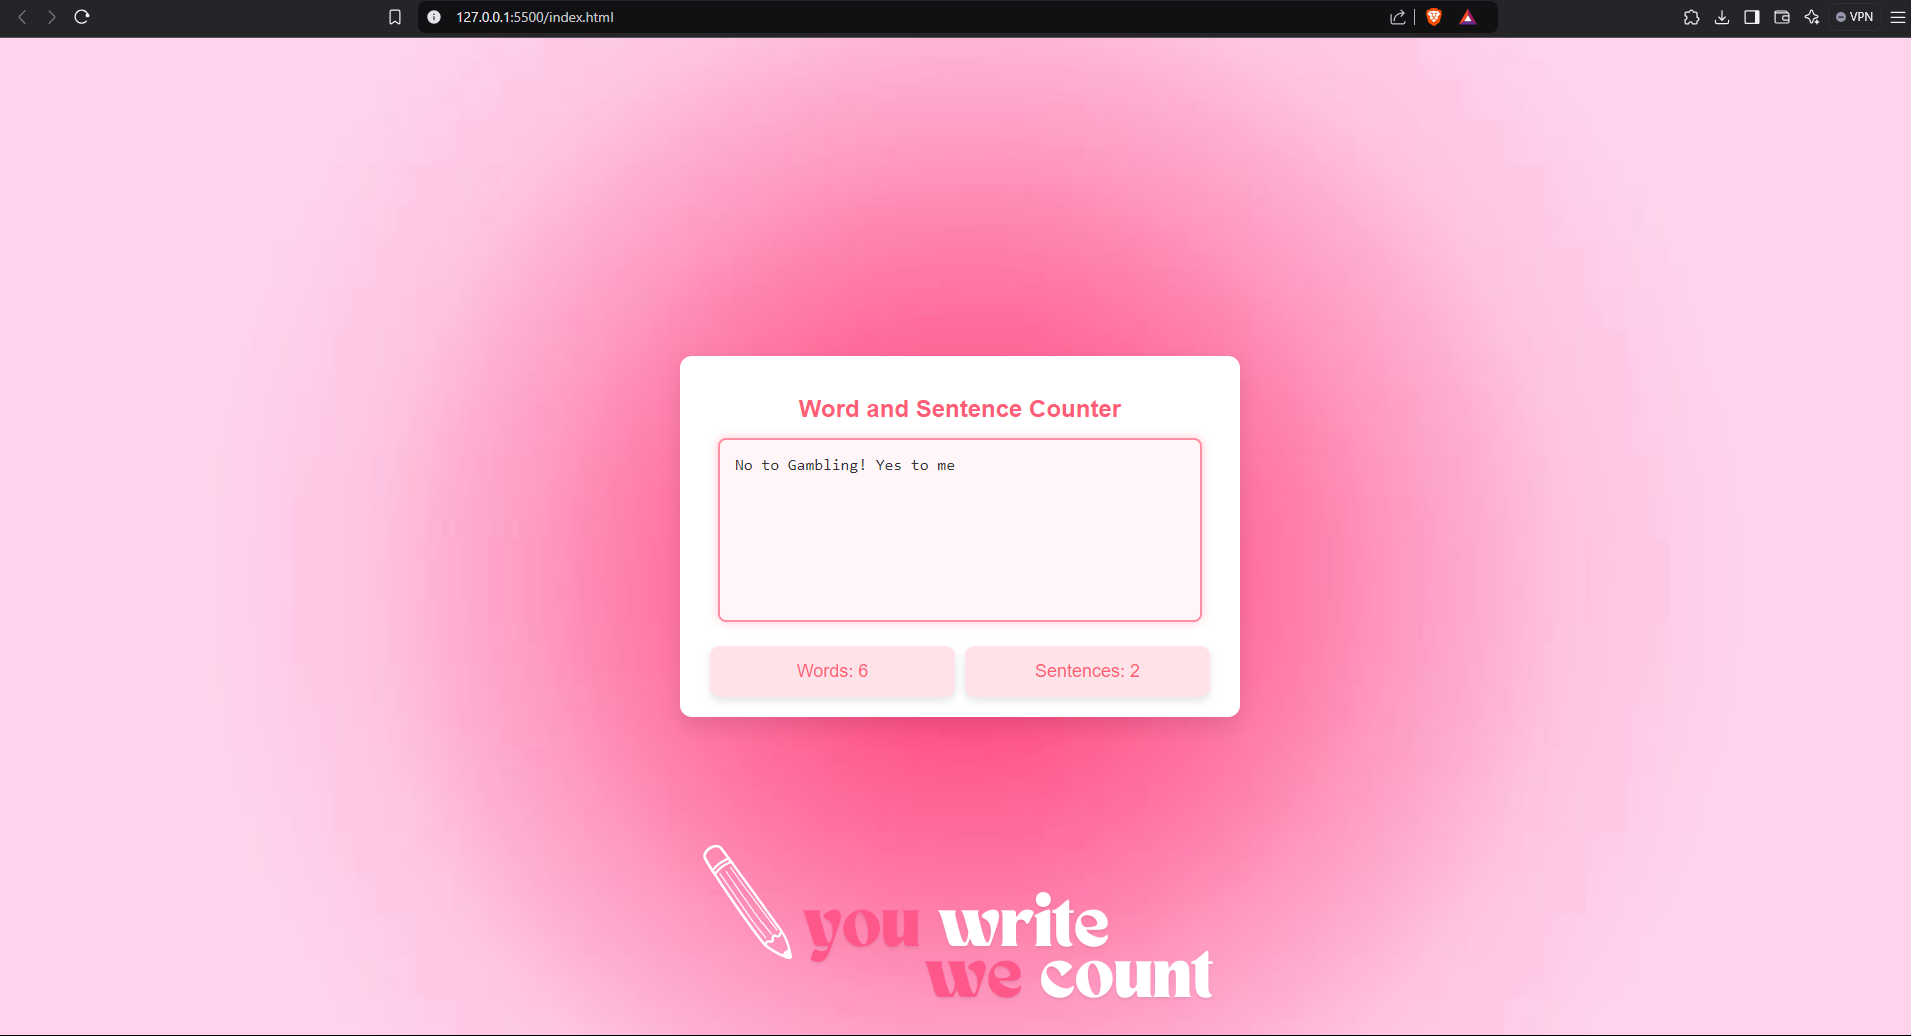 127.0.0.1:5500/index.html
VPN
Word and Sentence Counter
No to Gambling! Yes to me
Words: 6
Sentences: 2
you write
we count